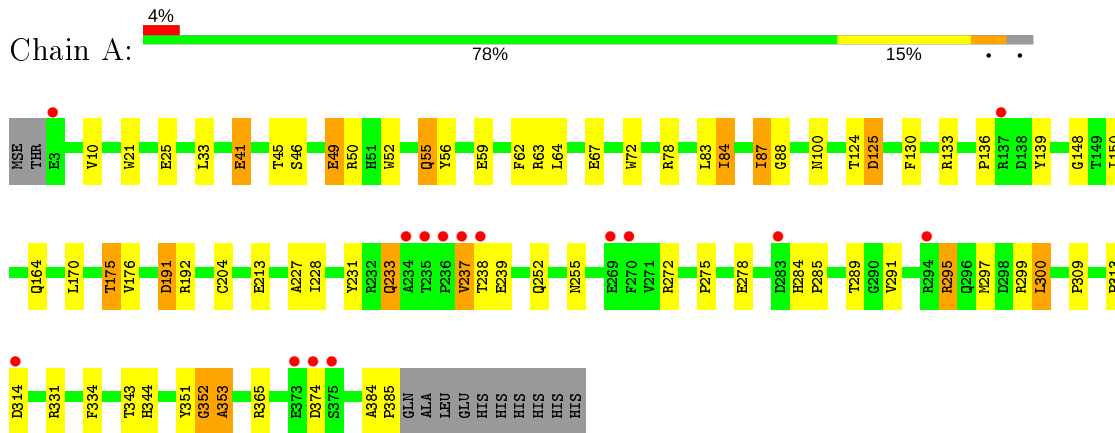 4%
Chain A:
78%
15%
MSE THR E3 V10 W21 E25 L33 E41 T45 S46 E49 R50 H51 W52 Q55 Y56 E59 F62 R63 L64 E67 W72 R78 L83 I84 I87 G88 N100 T124 D125 F130 R133 P136 R137 D138 Y139 G148 T149 I150
Q164 L170 T175 V176 D191 R192 C204 E213 A227 I228 Y231 R232 Q233 A234 T235 P236 V237 T238 E239 Q252 N255 E269 F270 V271 R272 P275 E278 D283 H284 P285 T289 G290 V291 R294 R295 Q296 M297 D298 R299 L300 P309
D314 R331 F334 T343 H344 Y351 G352 A353 R365 E373 D374 S375 A384 P385 GLN ALA LEU GLU HIS HIS HIS HIS HIS HIS